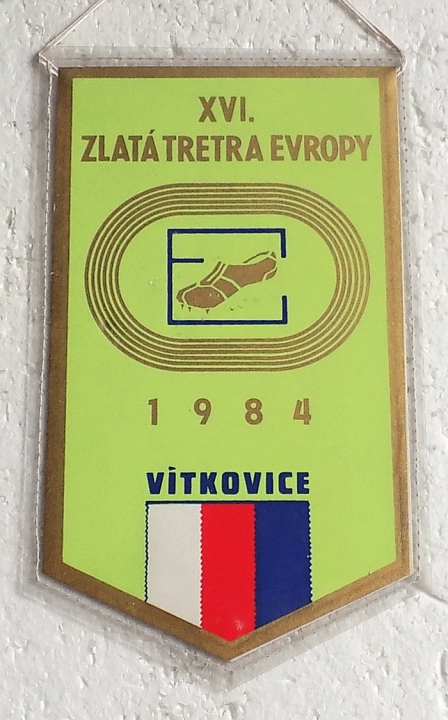 XVI.
ZLATÁ TRETRA EVROPY
1984
VÍTKOVICE